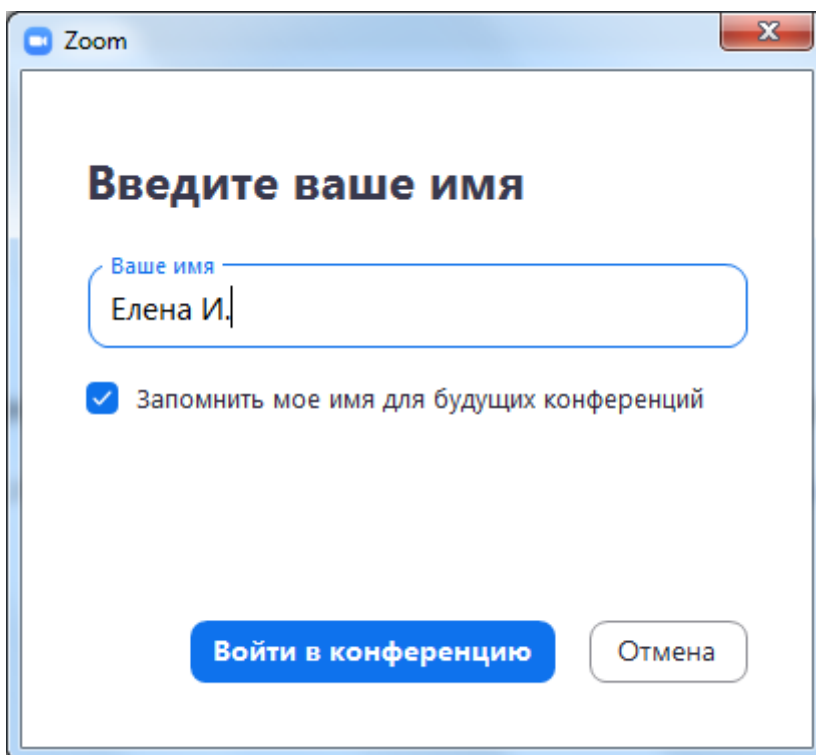 Zoom
Введите ваше имя
Ваше имя
Елена И.
Запомнить мое имя для будущих конференций
Войти в конференцию
Отмена